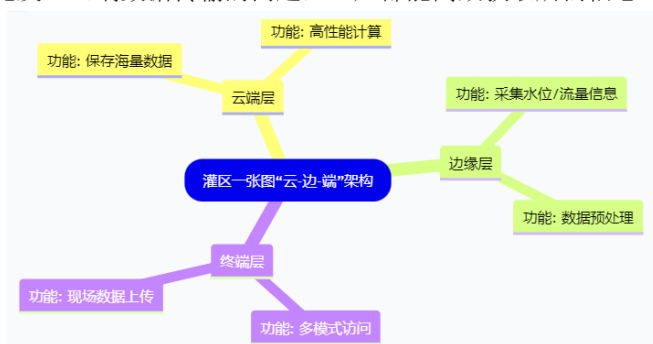 功能: 高性能计算
功能: 保存海量数据
云端层
功能: 采集水位/流量信息
边缘层
灌区一张图“云-边-端”架构
功能: 数据预处理
终端层
功能: 现场数据上传
功能: 多模式访问